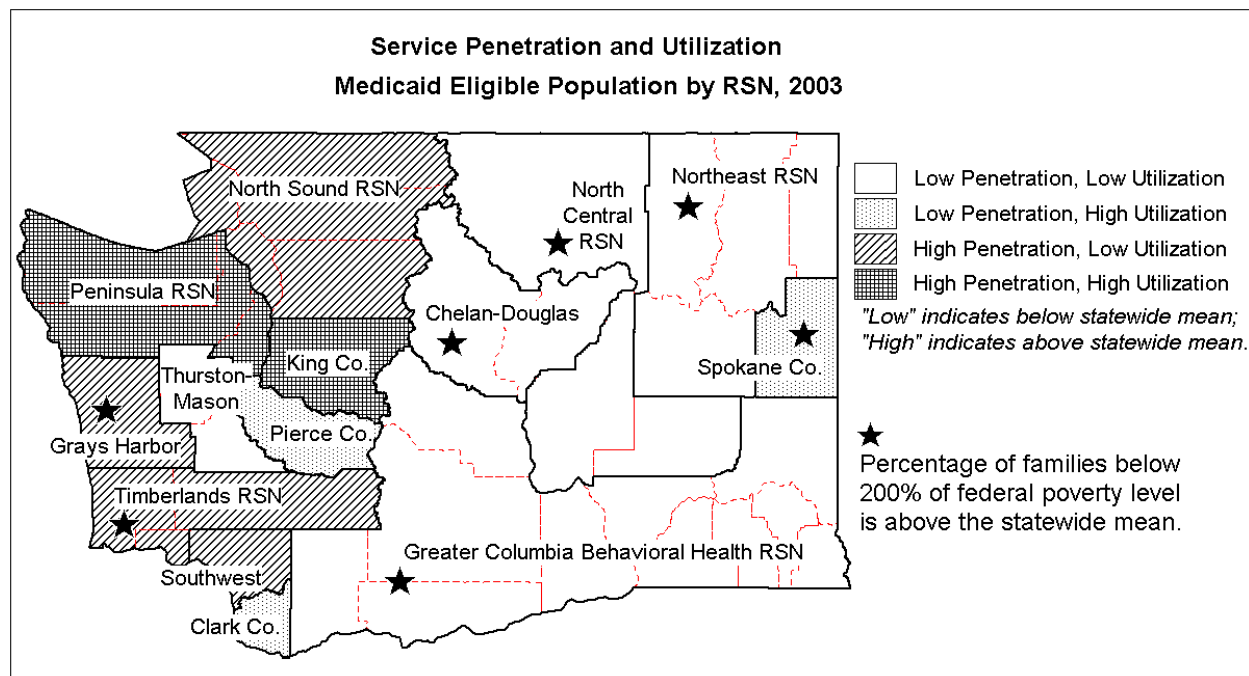 Service Penetration and Utilization
Medicaid Eligible Population by RSN, 2003
North Sound RSN
North
Central
RSN
Northeast RSN
Peninsula RSN
Chelan-Douglas
King Co.
Spokane Co.
Thurston-
Mason
Grays Harbor
Pierce Co.
Timberlands RSN
Greater Columbia Behavioral Health RSN
Southwest
Clark Co.
Low Penetration, Low Utilization
Low Penetration, High Utilization
High Penetration, Low Utilization
High Penetration, High Utilization
"Low" indicates below statewide mean;
"High" indicates above statewide mean.
Percentage of families below
200% of federal poverty level
is above the statewide mean.